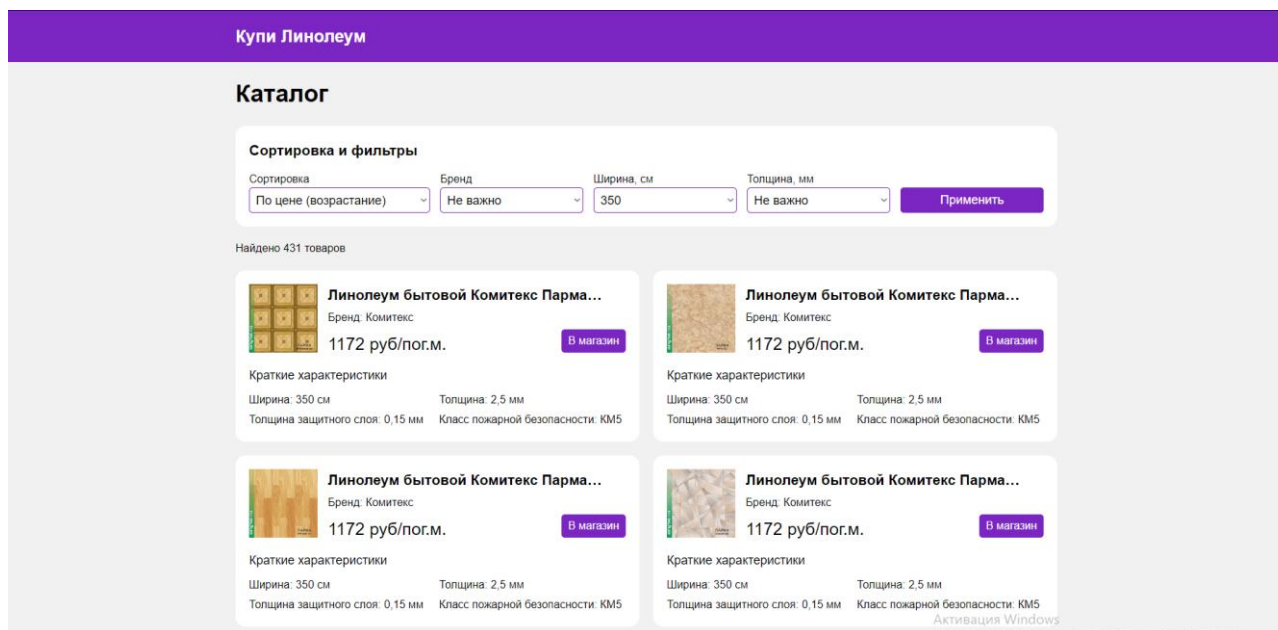 Купи Линолеум
Каталог
Сортировка и фильтры
Сортировка Бренд Ширина, см Толщина, мм
По цене (возрастание) Не важно 350 Не важно Применить
Найдено 431 товаров
Линолеум бытовой Комитекс Парма…
Бренд: Комитекс
1172 руб/пог.м. В магазин
Краткие характеристики
Ширина: 350 см Толщина: 2,5 мм
Толщина защитного слоя: 0,15 мм Класс пожарной безопасности: КМ5
Линолеум бытовой Комитекс Парма…
Бренд: Комитекс
1172 руб/пог.м. В магазин
Краткие характеристики
Ширина: 350 см Толщина: 2,5 мм
Толщина защитного слоя: 0,15 мм Класс пожарной безопасности: КМ5
Линолеум бытовой Комитекс Парма…
Бренд: Комитекс
1172 руб/пог.м. В магазин
Краткие характеристики
Ширина: 350 см Толщина: 2,5 мм
Толщина защитного слоя: 0,15 мм Класс пожарной безопасности: КМ5
Линолеум бытовой Комитекс Парма…
Бренд: Комитекс
1172 руб/пог.м. В магазин
Краткие характеристики
Ширина: 350 см Толщина: 2,5 мм
Толщина защитного слоя: 0,15 мм Класс пожарной безопасности: КМ5
Активация Windows